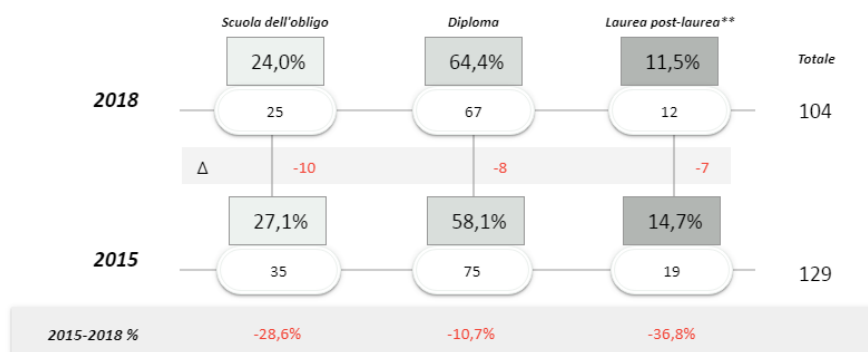 Scuola dell'obligo Diploma Laurea post-laurea**
24,0% 64,4% 11,5% Totale
2018 25 67 12 104
Δ -10 -8 -7
27,1% 58,1% 14,7%
2015 35 75 19 129
2015-2018 % -28,6% -10,7% -36,8%